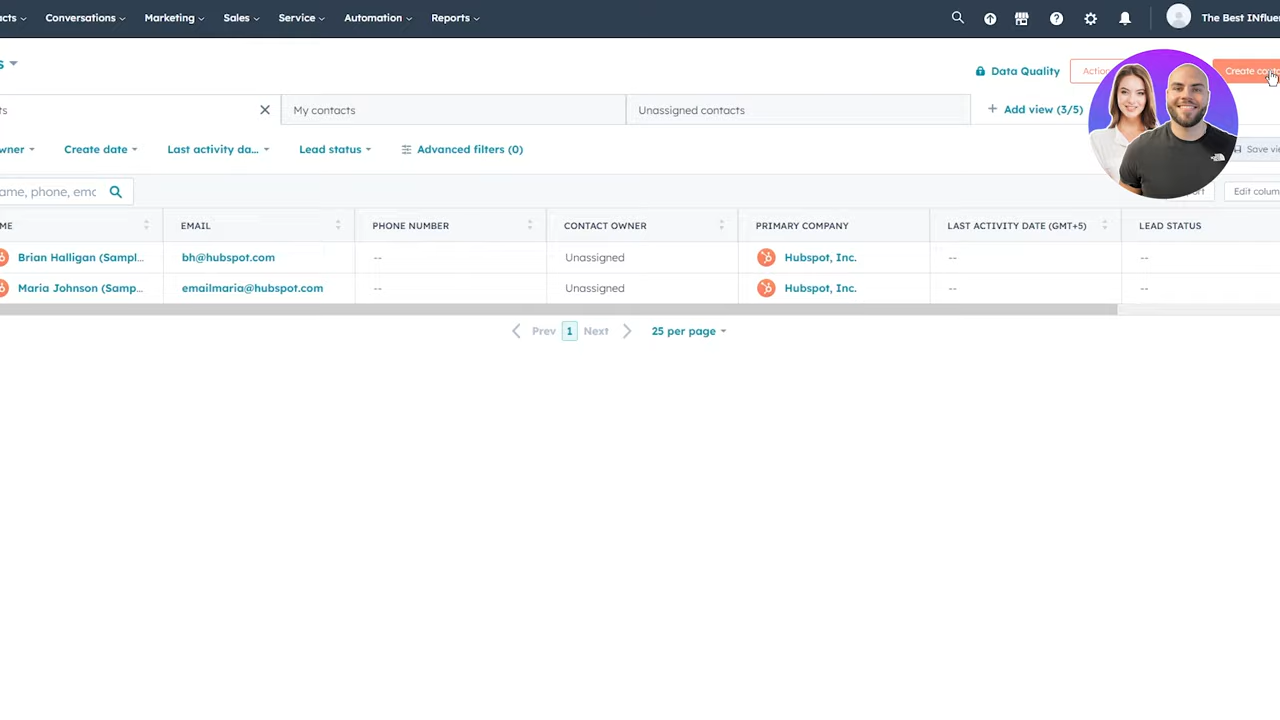 Conversations Marketing Sales Service Automation Reports The Best INflue
Data Quality Create conta
My contacts Unassigned contacts Add view (3/5)
wner Create date Last activity da... Lead status Advanced filters (0) Save vie
ame, phone, ema Edit colum
ME EMAIL PHONE NUMBER CONTACT OWNER PRIMARY COMPANY LAST ACTIVITY DATE (GMT+5) LEAD STATUS
Brian Halligan (Sampl... bh@hubspot.com -- Unassigned Hubspot, Inc. -- --
Maria Johnson (Samp... emailmaria@hubspot.com -- Unassigned Hubspot, Inc. -- --
Prev 1 Next 25 per page